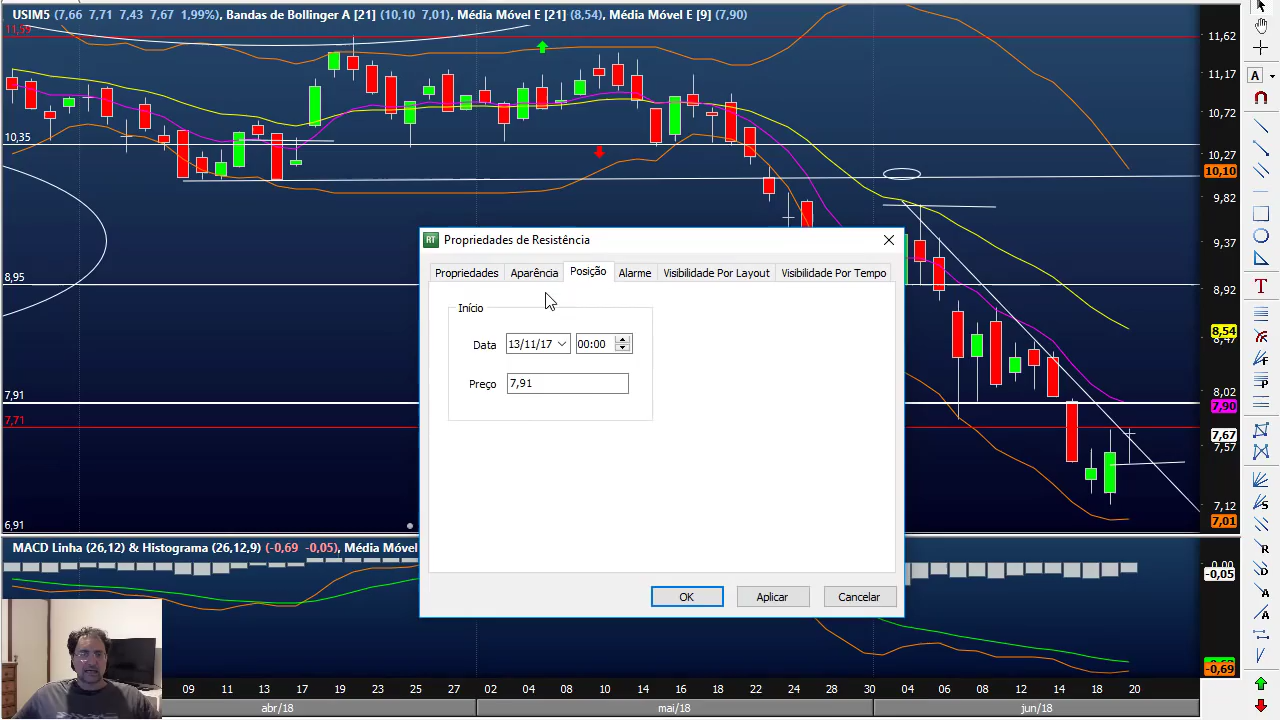 USIM5 (7,66 7,71 7,43 7,67 1,99%), Bandas de Bollinger A [21] (10,10 7,01), Média Móvel E [21] (8,54), Média Móvel E [9] (7,90)
11,59
11,62
11,17
A
10,72
10,35
10,27
10,10
9,82
Propriedades de Resistência
9,37
Propriedades Aparência Posição Alarme Visibilidade Por Layout Visibilidade Por Tempo
8,95
8,92
T
Início
8,54
8,47
Data 13/11/17 00:00
F
Preço 7,91
P
7,91
8,02
7,90
7,71
7,67
7,57
6,91
7,12
S
7,01
MACD Linha (26,12) & Histograma (26,12,9) (-0,69 -0,05), Média Móvel
R
0,00
-0,05
D
OK Aplicar Cancelar
A
A
-0,69
09 11 13 17 19 23 25 27 02 04 08 10 14 16 18 22 24 28 30 04 06 08 12 14 18 20
abr/18 mai/18 jun/18